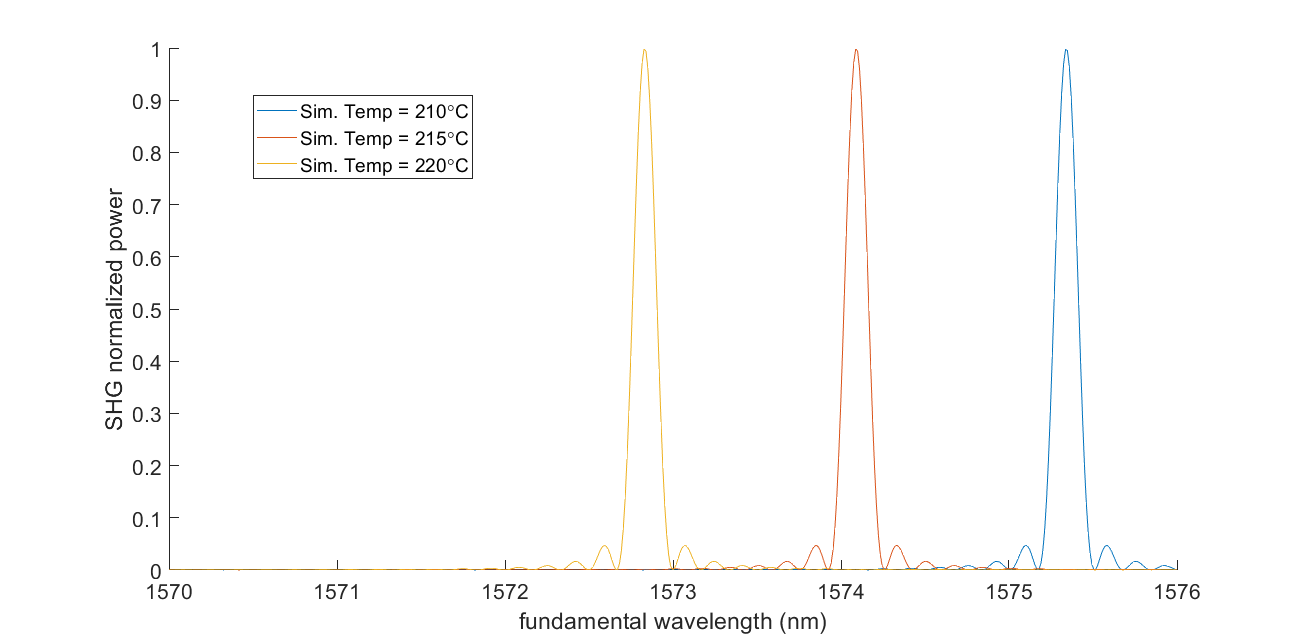 1
0.9
0.8
0.7
0.6
0.5
0.4
0.3
0.2
0.1
0
SHG normalized power
Sim. Temp = 210°C
Sim. Temp = 215°C
Sim. Temp = 220°C
1570 1571 1572 1573 1574 1575 1576
fundamental wavelength (nm)